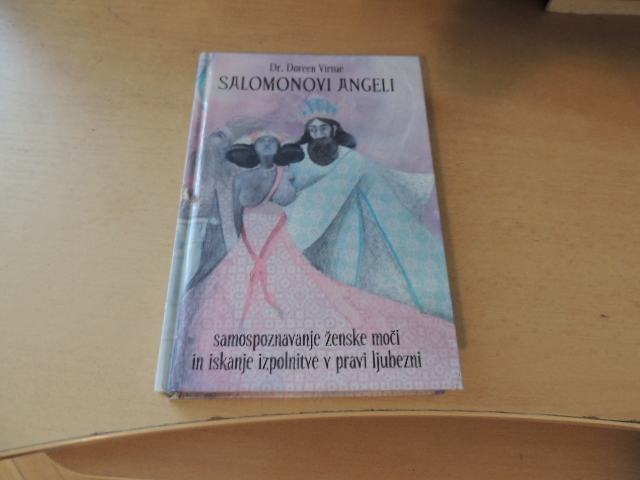 Dr. Doreen Virtue
SALOMONOVI ANGELI
samospoznavanje ženske moči
in iskanje izpolnitve v pravi ljubezni